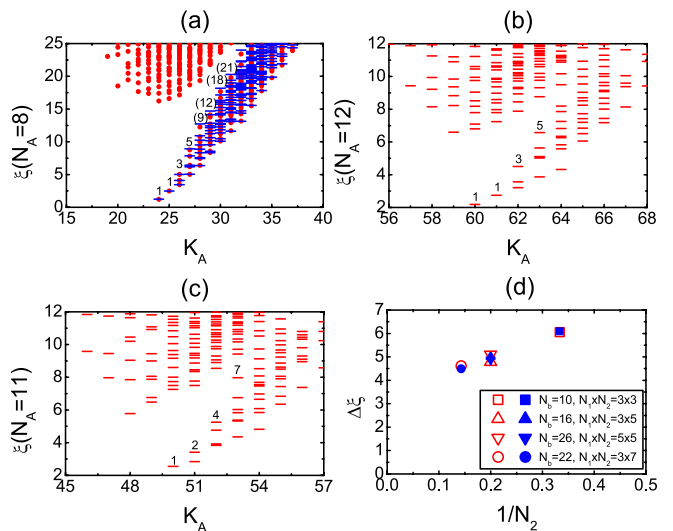 (a)
(b)
25
20
15
10
5
0
ξ(N_A=8)
(21)
(18)
(12)
(9)
5
3
1
1
15 20 25 30 35 40
K_A
12
10
8
6
4
2
ξ(N_A=12)
5
3
1
1
56 58 60 62 64 66 68
K_A
(c)
(d)
12
10
8
6
4
2
ξ(N_A=11)
7
4
2
1
45 48 51 54 57
K_A
7
6
5
4
3
2
1
0
Δξ
N_b=10, N_1xN_2=3x3
N_b=16, N_1xN_2=3x5
N_b=26, N_1xN_2=5x5
N_b=22, N_1xN_2=3x7
0.0 0.1 0.2 0.3 0.4 0.5
1/N_2